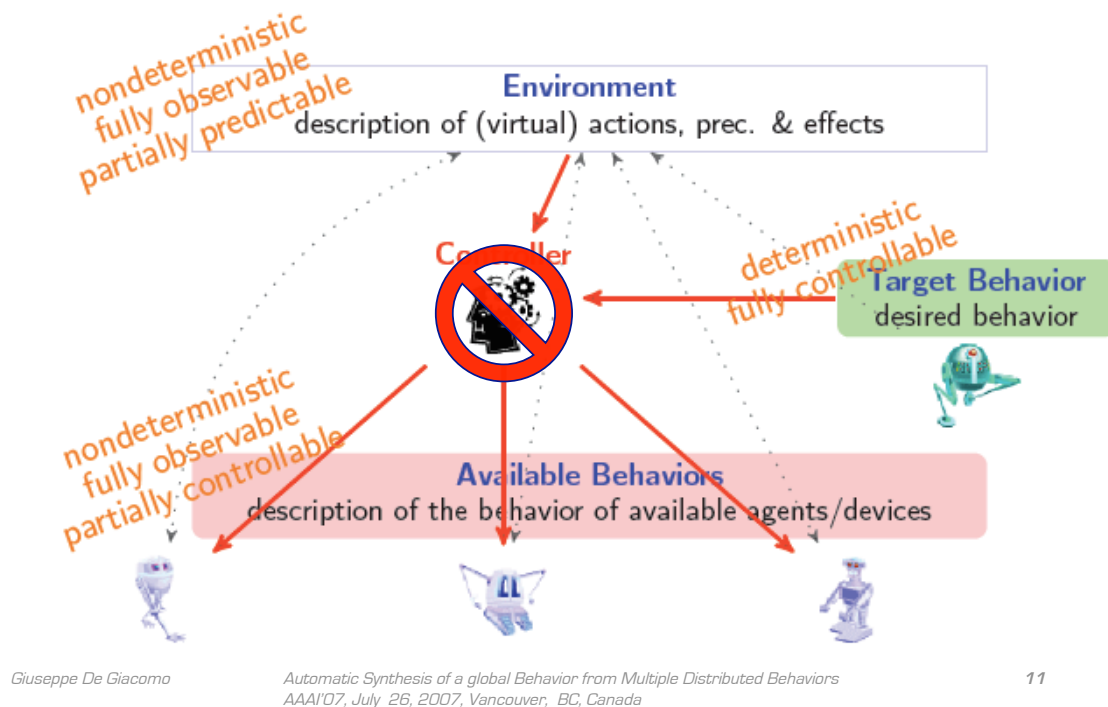 nondeterministic
fully observable
partially predictable
Environment
description of (virtual) actions, prec. & effects
deterministic
fully controllable
Target Behavior
desired behavior
nondeterministic
fully observable
partially controllable
Available Behaviors
description of the behavior of available agents/devices
Giuseppe De Giacomo
Automatic Synthesis of a global Behavior from Multiple Distributed Behaviors
AAAI'07, July 26, 2007, Vancouver, BC, Canada
11